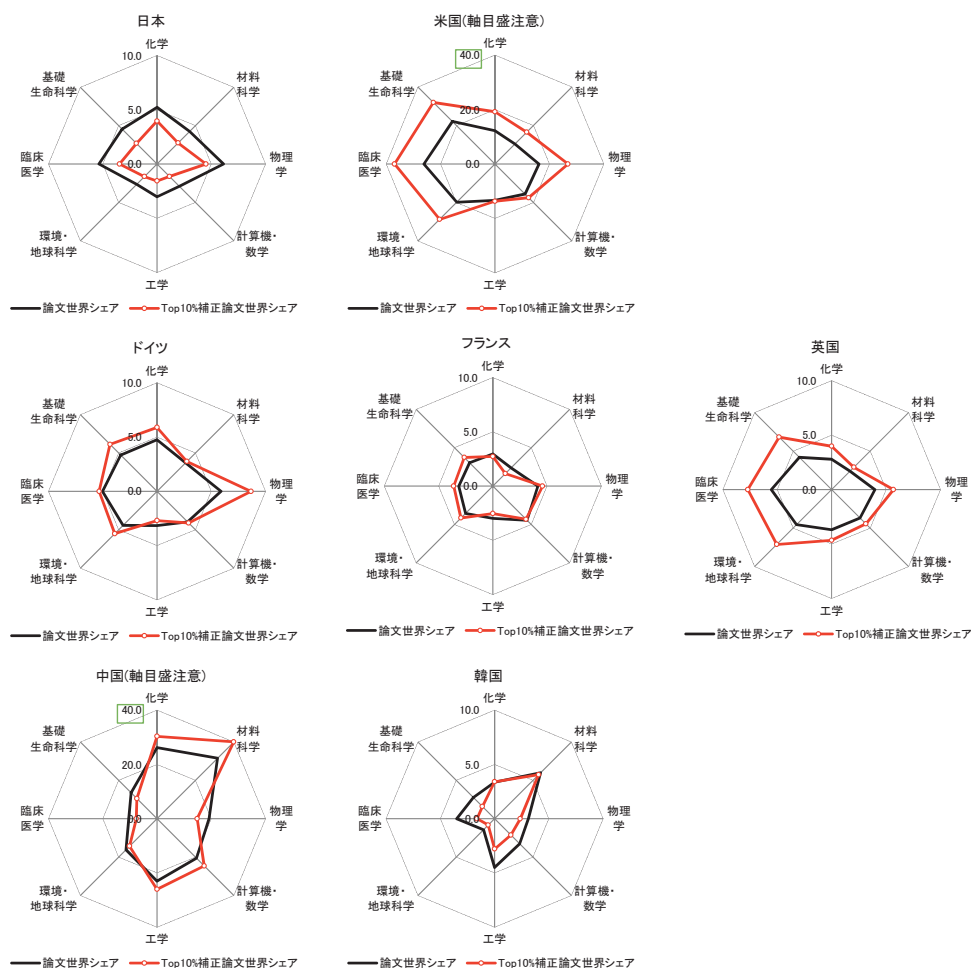 日本
化学
10.0
5.0
0.0
材料
科学
物理
学
計算機・
数学
工学
環境・
地球科学
臨床
医学
基礎
生命科学
論文世界シェア
Top10%補正論文世界シェア
米国(軸目盛注意)
化学
40.0
20.0
0.0
材料
科学
物理
学
計算機・
数学
工学
環境・
地球科学
臨床
医学
基礎
生命科学
論文世界シェア
Top10%補正論文世界シェア
ドイツ
化学
10.0
5.0
0.0
材料
科学
物理
学
計算機・
数学
工学
環境・
地球科学
臨床
医学
基礎
生命科学
論文世界シェア
Top10%補正論文世界シェア
フランス
化学
10.0
5.0
0.0
材料
科学
物理
学
計算機・
数学
工学
環境・
地球科学
臨床
医学
基礎
生命科学
論文世界シェア
Top10%補正論文世界シェア
英国
化学
10.0
5.0
0.0
材料
科学
物理
学
計算機・
数学
工学
環境・
地球科学
臨床
医学
基礎
生命科学
論文世界シェア
Top10%補正論文世界シェア
中国(軸目盛注意)
化学
40.0
20.0
0.0
材料
科学
物理
学
計算機・
数学
工学
環境・
地球科学
臨床
医学
基礎
生命科学
論文世界シェア
Top10%補正論文世界シェア
韓国
化学
10.0
5.0
0.0
材料
科学
物理
学
計算機・
数学
工学
環境・
地球科学
臨床
医学
基礎
生命科学
論文世界シェア
Top10%補正論文世界シェア